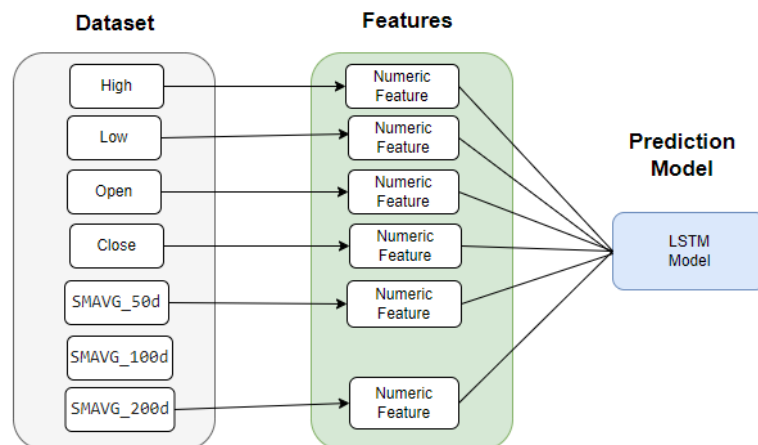 Dataset
Features
High
Numeric
Feature
Low
Numeric
Feature
Prediction
Model
Open
Numeric
Feature
Close
Numeric
Feature
LSTM
Model
SMAVG_50d
Numeric
Feature
SMAVG_100d
SMAVG_200d
Numeric
Feature